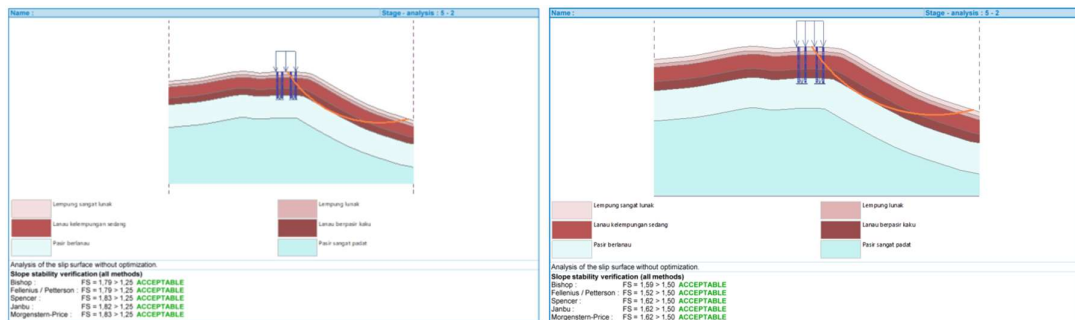 Name :
Stage - analysis : 5 - 2
Lempung sangat lunak
Lempung lunak
Lanau kelempungan sedang
Lanau berpasir kaku
Pasir berlanau
Pasir sangat padat
Analysis of the slip surface without optimization.
Slope stability verification (all methods)
Bishop : FS = 1,79 > 1,25 ACCEPTABLE
Fellenius / Petterson : FS = 1,79 > 1,25 ACCEPTABLE
Spencer : FS = 1,83 > 1,25 ACCEPTABLE
Janbu : FS = 1,82 > 1,25 ACCEPTABLE
Morgenstern-Price : FS = 1,83 > 1,25 ACCEPTABLE
Name :
Stage - analysis : 5 - 2
Lempung sangat lunak
Lempung lunak
Lanau kelempungan sedang
Lanau berpasir kaku
Pasir berlanau
Pasir sangat padat
Analysis of the slip surface without optimization.
Slope stability verification (all methods)
Bishop : FS = 1,59 > 1,50 ACCEPTABLE
Fellenius / Petterson : FS = 1,52 > 1,50 ACCEPTABLE
Spencer : FS = 1,62 > 1,50 ACCEPTABLE
Janbu : FS = 1,62 > 1,50 ACCEPTABLE
Morgenstern-Price : FS = 1,62 > 1,50 ACCEPTABLE